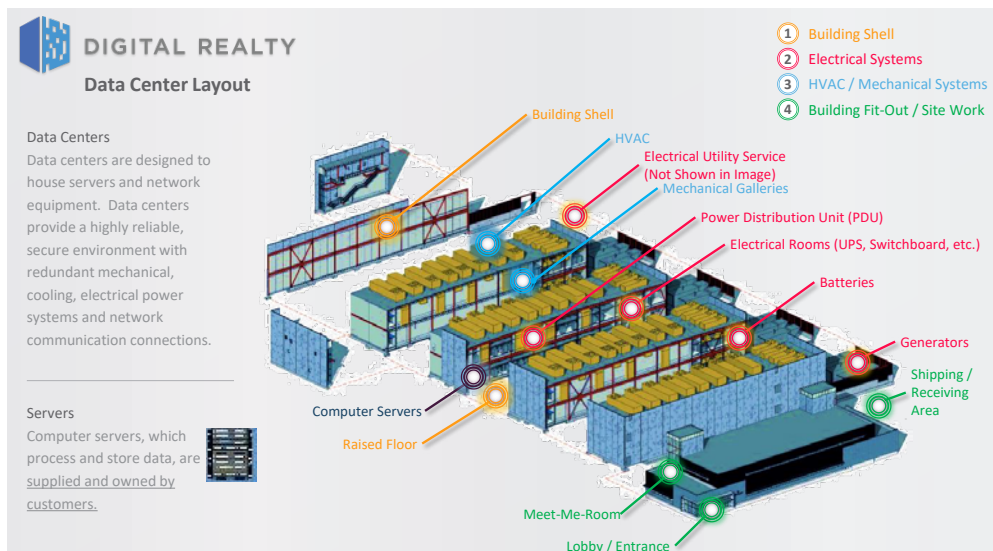 DIGITAL REALTY
Data Center Layout
1 Building Shell
2 Electrical Systems
3 HVAC / Mechanical Systems
4 Building Fit-Out / Site Work
Data Centers
Data centers are designed to
house servers and network
equipment. Data centers
provide a highly reliable,
secure environment with
redundant mechanical,
cooling, electrical power
systems and network
communication connections.
Servers
Computer servers, which
process and store data, are
supplied and owned by
customers.
Building Shell
HVAC
Electrical Utility Service
(Not Shown in Image)
Mechanical Galleries
Power Distribution Unit (PDU)
Electrical Rooms (UPS, Switchboard, etc.)
Batteries
Generators
Shipping /
Receiving
Area
Computer Servers
Raised Floor
Meet-Me-Room
Lobby / Entrance